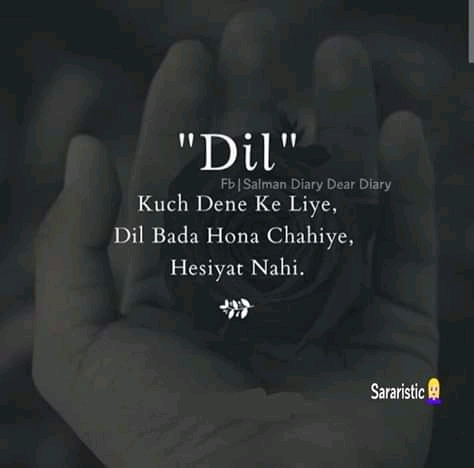 "Dil"
Fb|Salman Diary Dear Diary
Kuch Dene Ke Liye,
Dil Bada Hona Chahiye,
Hesiyat Nahi.
Sararistic